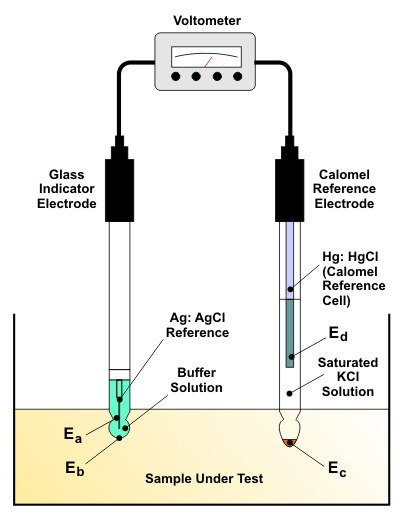 Voltometer
Glass
Indicator
Electrode
Calomel
Reference
Electrode
Hg: HgCl
(Calomel
Reference
Cell)
Ag: AgCl
Reference
Ed
Buffer
Solution
Saturated
KCl
Solution
Ea
Eb
Ec
Sample Under Test